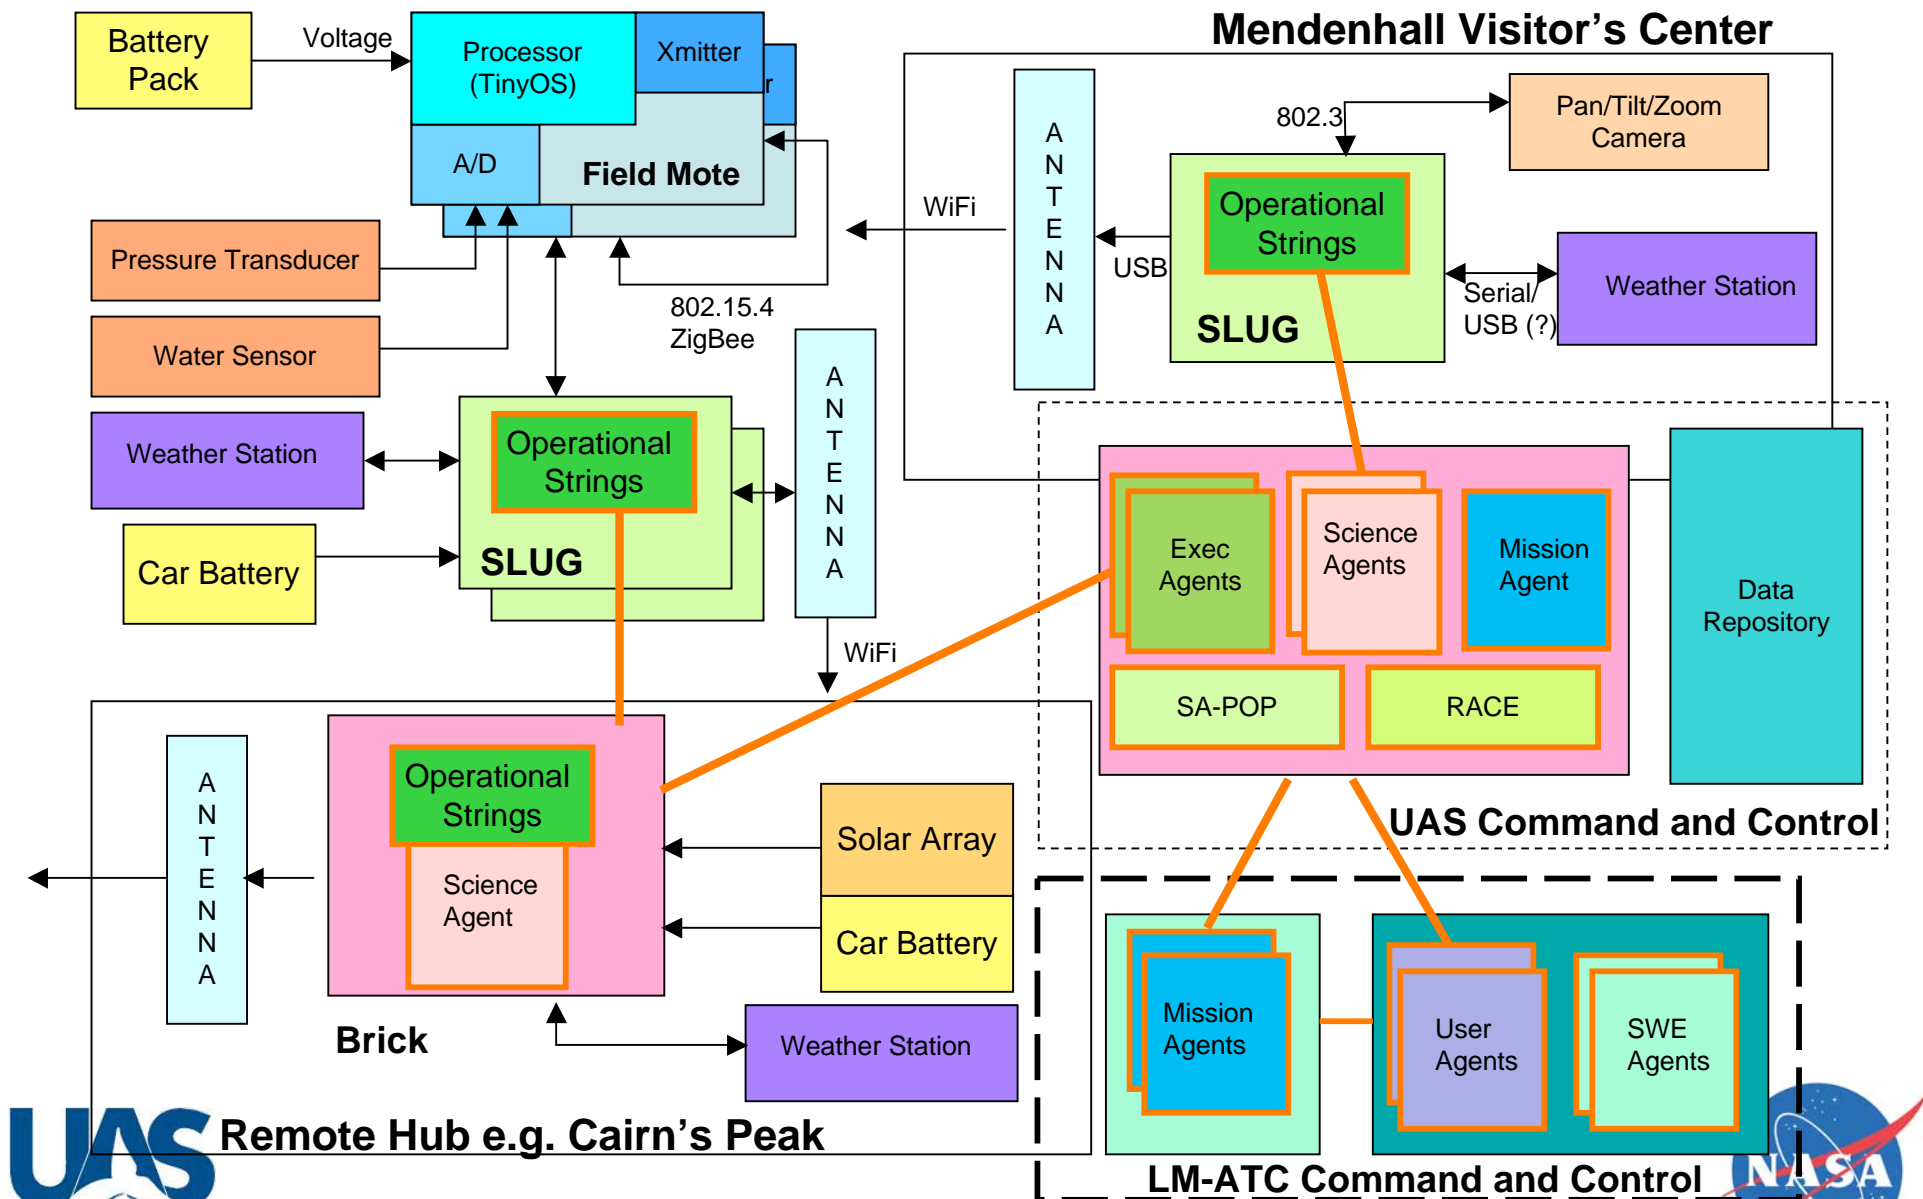 Mendenhall Visitor's Center
Battery
Pack
Voltage
Processor
(TinyOS)
Xmitter
r
A/D
Field Mote
Pressure Transducer
Water Sensor
802.15.4
ZigBee
Weather Station
Car Battery
Operational
Strings
SLUG
A
N
T
E
N
N
A
WiFi
WiFi
A
N
T
E
N
N
A
USB
802.3
Pan/Tilt/Zoom
Camera
Operational
Strings
SLUG
Serial/
USB (?)
Weather Station
Exec
Agents
Science
Agents
Mission
Agent
SA-POP
RACE
Data
Repository
UAS Command and Control
A
N
T
E
N
N
A
Operational
Strings
Science
Agent
Brick
Solar Array
Car Battery
Weather Station
Remote Hub e.g. Cairn's Peak
Mission
Agents
User
Agents
SWE
Agents
LM-ATC Command and Control
UAS
NASA